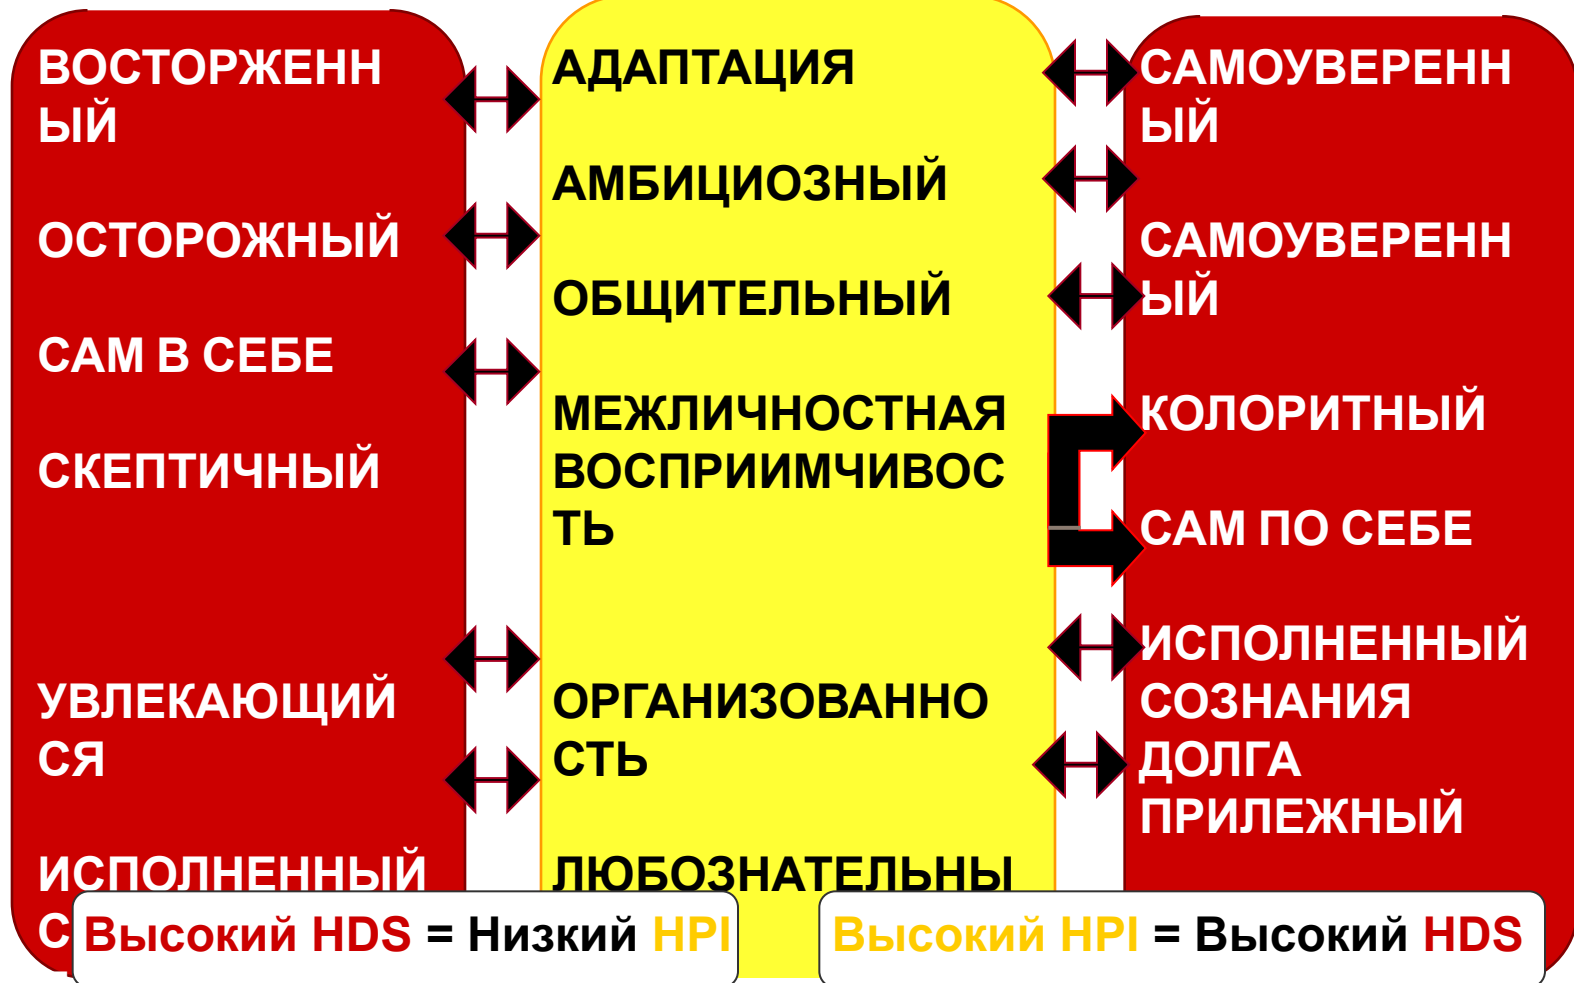 ВОСТОРЖЕНН
ЫЙ
ОСТОРОЖНЫЙ
САМ В СЕБЕ
СКЕПТИЧНЫЙ
УВЛЕКАЮЩИЙ
СЯ
ИСПОЛНЕННЫЙ
С
АДАПТАЦИЯ
АМБИЦИОЗНЫЙ
ОБЩИТЕЛЬНЫЙ
МЕЖЛИЧНОСТНАЯ
ВОСПРИИМЧИВОС
ТЬ
ОРГАНИЗОВАННО
СТЬ
ЛЮБОЗНАТЕЛЬНЫ
САМОУВЕРЕНН
ЫЙ
САМОУВЕРЕНН
ЫЙ
КОЛОРИТНЫЙ
САМ ПО СЕБЕ
ИСПОЛНЕННЫЙ
СОЗНАНИЯ
ДОЛГА
ПРИЛЕЖНЫЙ
Высокий HDS = Низкий HPI
Высокий HPI = Высокий HDS